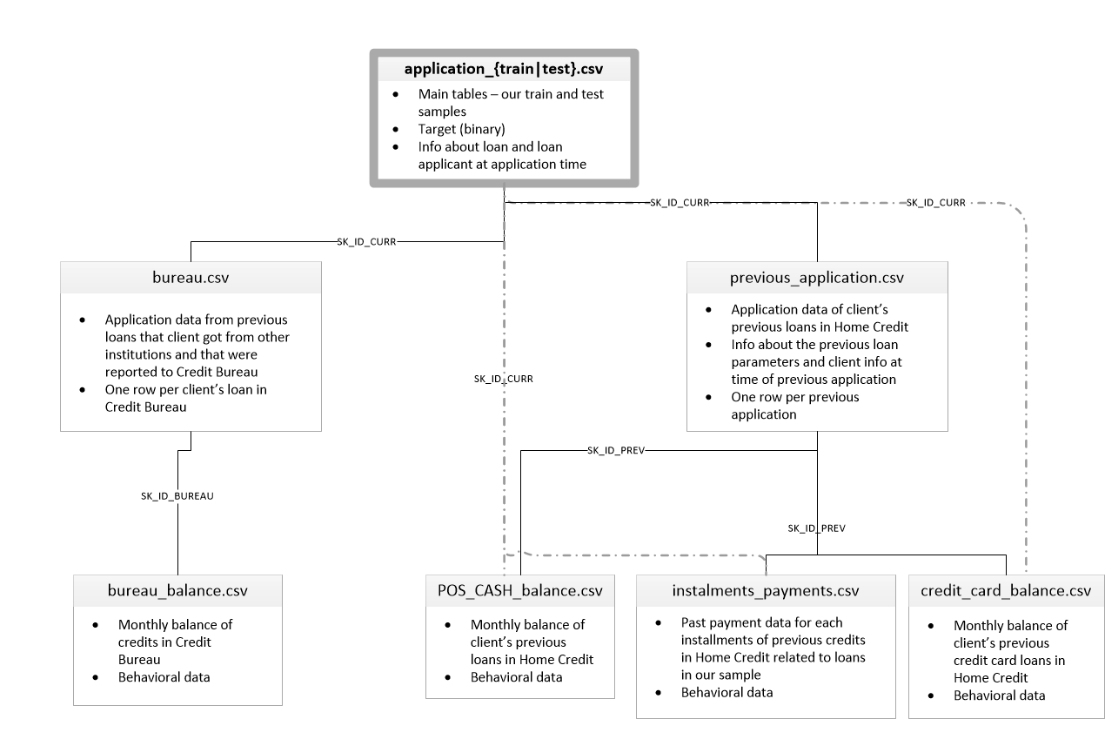 application_{train|test}.csv
• Main tables – our train and test
samples
• Target (binary)
• Info about loan and loan
applicant at application time
SK_ID_CURR
SK_ID_CURR
SK_ID_CURR
bureau.csv
• Application data from previous
loans that client got from other
institutions and that were
reported to Credit Bureau
• One row per client's loan in
Credit Bureau
previous_application.csv
• Application data of client's
previous loans in Home Credit
• Info about the previous loan
parameters and client info at
time of previous application
• One row per previous
application
SK_ID_CURR
SK_ID_PREV
SK_ID_BUREAU
SK_ID_PREV
bureau_balance.csv
• Monthly balance of
credits in Credit
Bureau
• Behavioral data
POS_CASH_balance.csv
• Monthly balance of
client's previous
loans in Home Credit
• Behavioral data
instalments_payments.csv
• Past payment data for each
installments of previous credits
in Home Credit related to loans
in our sample
• Behavioral data
credit_card_balance.csv
• Monthly balance of
client's previous
credit card loans in
Home Credit
• Behavioral data